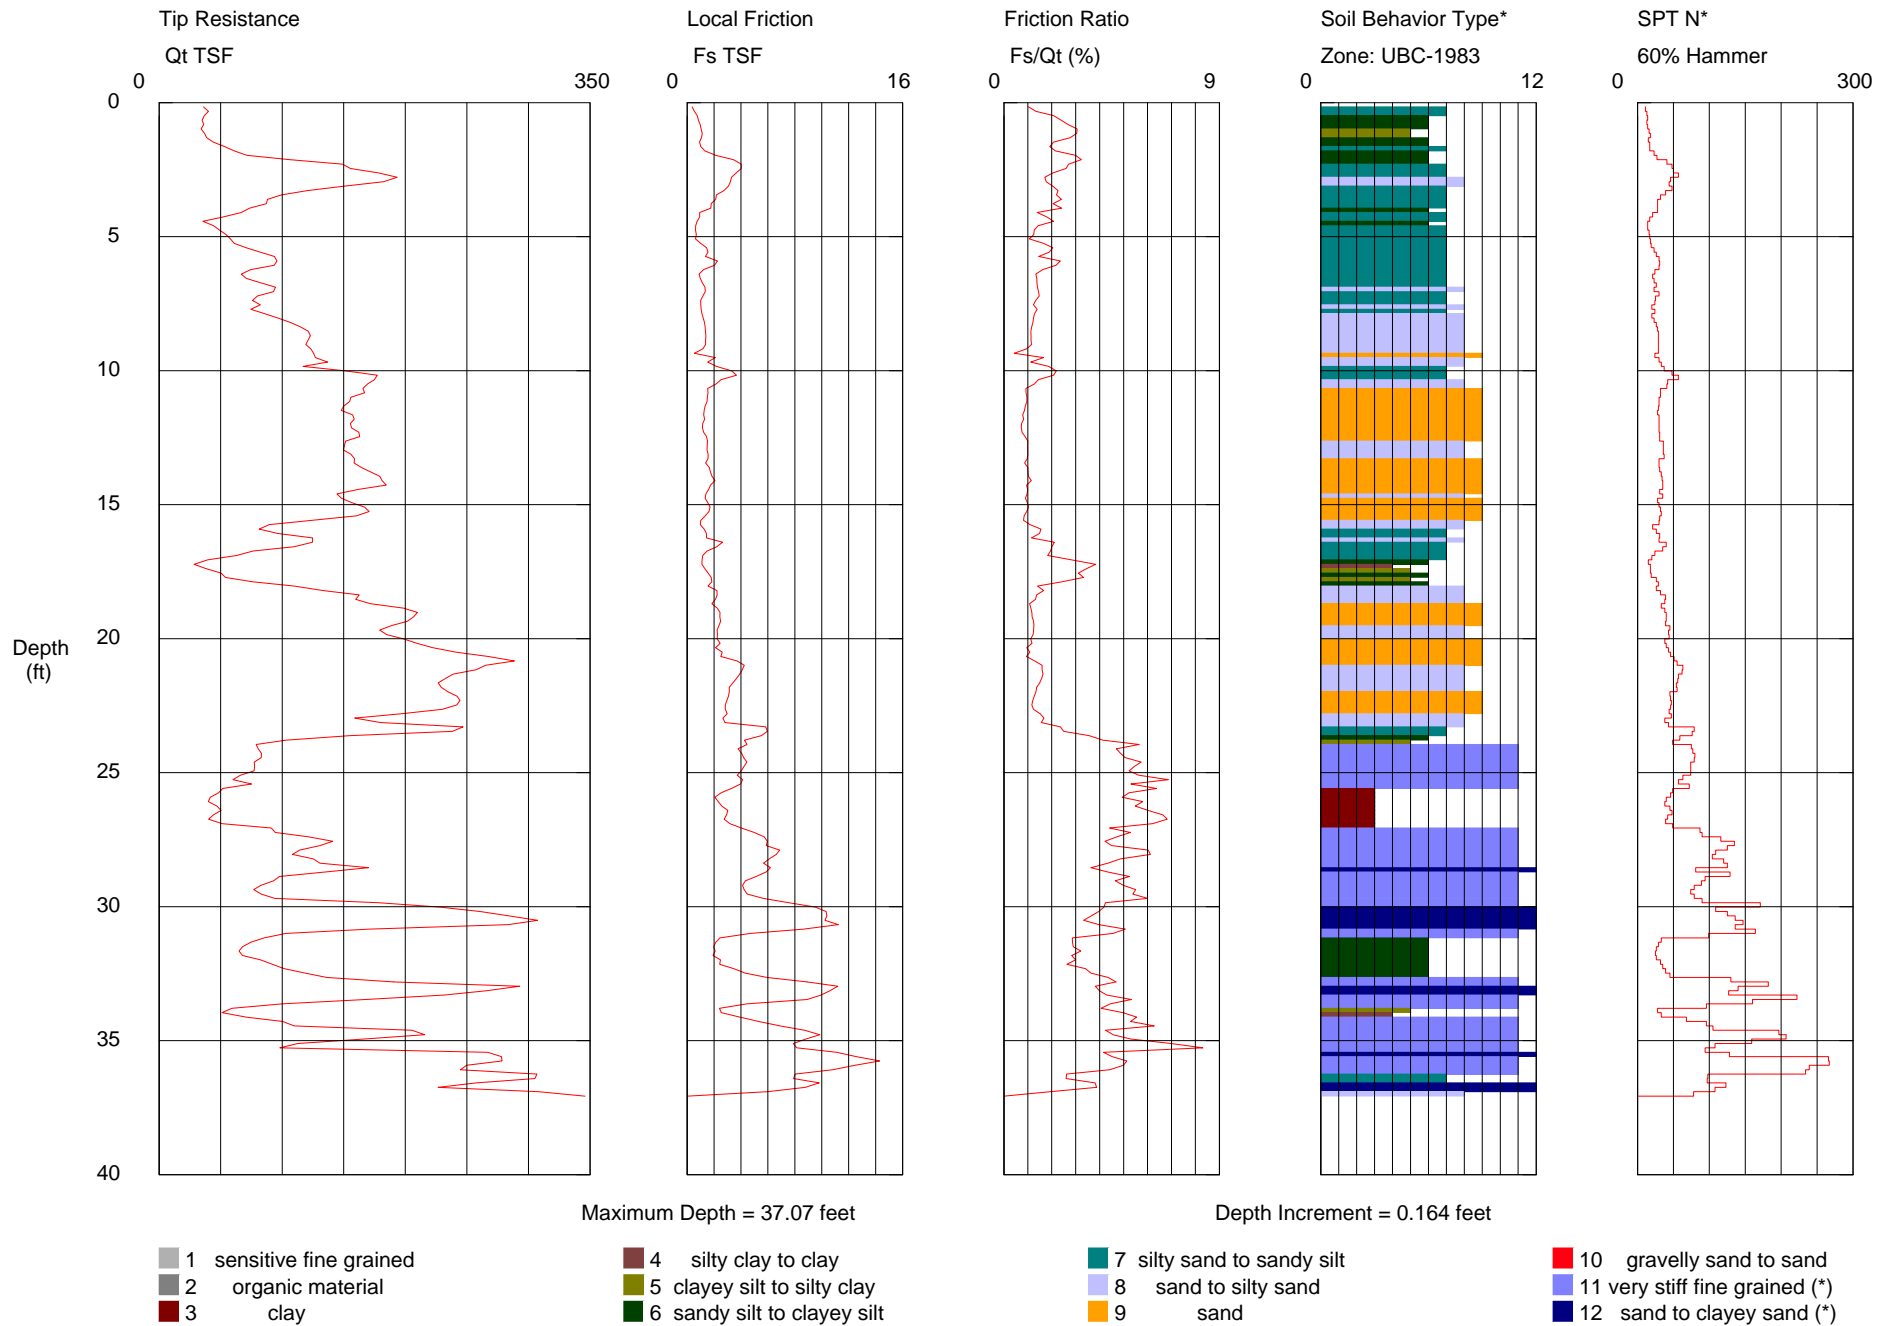 Tip Resistance Local Friction Friction Ratio Soil Behavior Type* SPT N*
Qt TSF Fs TSF Fs/Qt (%) Zone: UBC-1983 60% Hammer
0 350 0 16 0 9 0 12 0 300
0
5
10
15
20
Depth
(ft)
25
30
35
40
Maximum Depth = 37.07 feet Depth Increment = 0.164 feet
1 sensitive fine grained 4 silty clay to clay 7 silty sand to sandy silt 10 gravelly sand to sand
2 organic material 5 clayey silt to silty clay 8 sand to silty sand 11 very stiff fine grained (*)
3 clay 6 sandy silt to clayey silt 9 sand 12 sand to clayey sand (*)